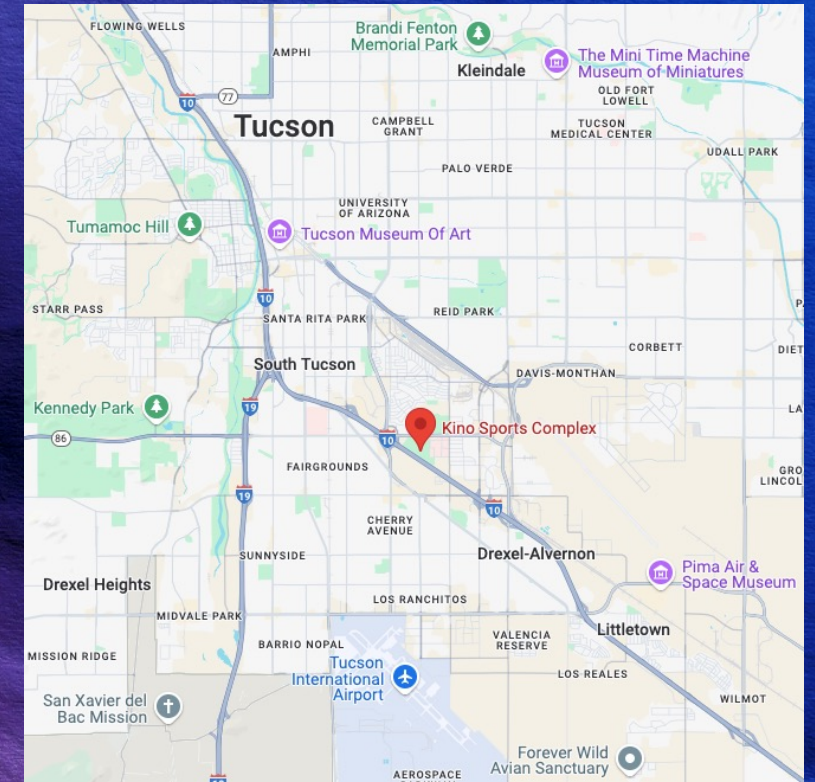 FLOWING WELLS
Brandi Fenton
Memorial Park
AMPHI
Kleindale
The Mini Time Machine
Museum of Miniatures
OLD FORT
LOWELL
77
10
Tucson
CAMPBELL
GRANT
TUCSON
MEDICAL CENTER
UDALL PARK
PALO VERDE
UNIVERSITY
OF ARIZONA
Tumamoc Hill
Tucson Museum Of Art
10
STARR PASS
SANTA RITA PARK
REID PARK
P
CORBETT
DIET
South Tucson
DAVIS-MONTHAN
Kennedy Park
19
LA
Kino Sports Complex
86
10
FAIRGROUNDS
GRO
LINCOL
19
10
CHERRY
AVENUE
SUNNYSIDE
Drexel-Alvernon
Drexel Heights
Pima Air &
Space Museum
LOS RANCHITOS
MIDVALE PARK
Littletown
VALENCIA
RESERVE
BARRIO NOPAL
MISSION RIDGE
Tucson
International
Airport
LOS REALES
San Xavier del
Bac Mission
WILMOT
Forever Wild
Avian Sanctuary
AEROSPACE